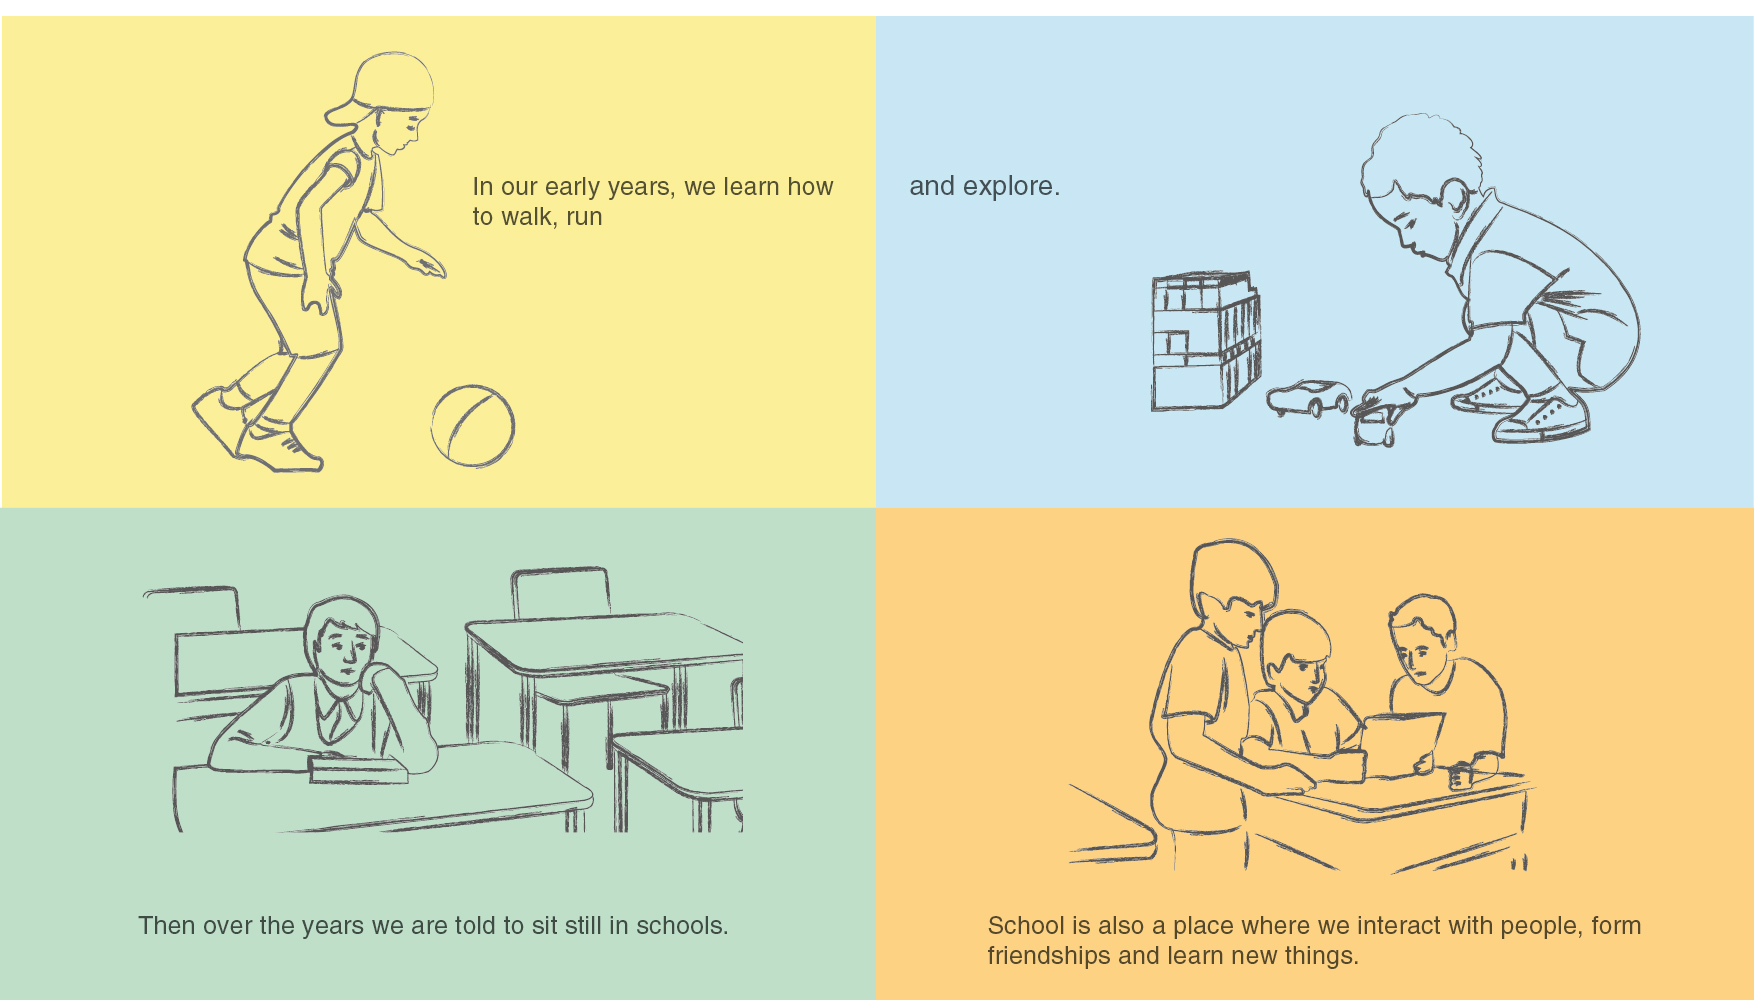 In our early years, we learn how
to walk, run
and explore.
Then over the years we are told to sit still in schools.
School is also a place where we interact with people, form
friendships and learn new things.